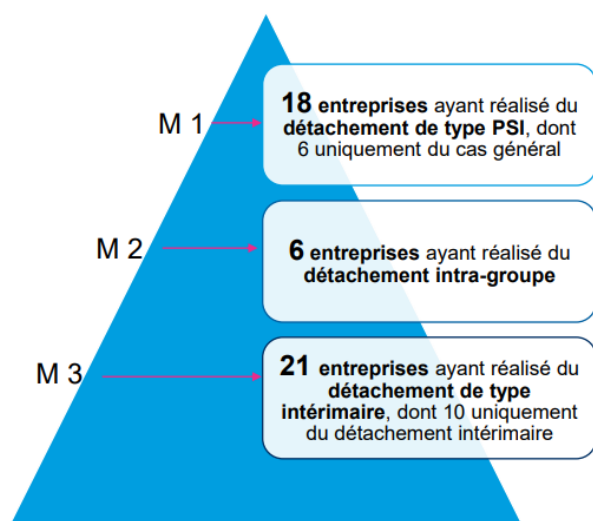 M 1
18 entreprises ayant réalisé du
détachement de type PSI, dont
6 uniquement du cas général
M 2
6 entreprises ayant réalisé du
détachement intra-groupe
M 3
21 entreprises ayant réalisé du
détachement de type
intérimaire, dont 10 uniquement
du détachement intérimaire